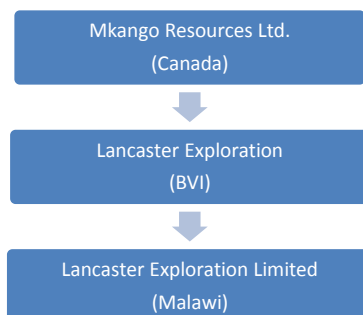 Mkango Resources Ltd.
(Canada)
Lancaster Exploration
(BVI)
Lancaster Exploration Limited
(Malawi)